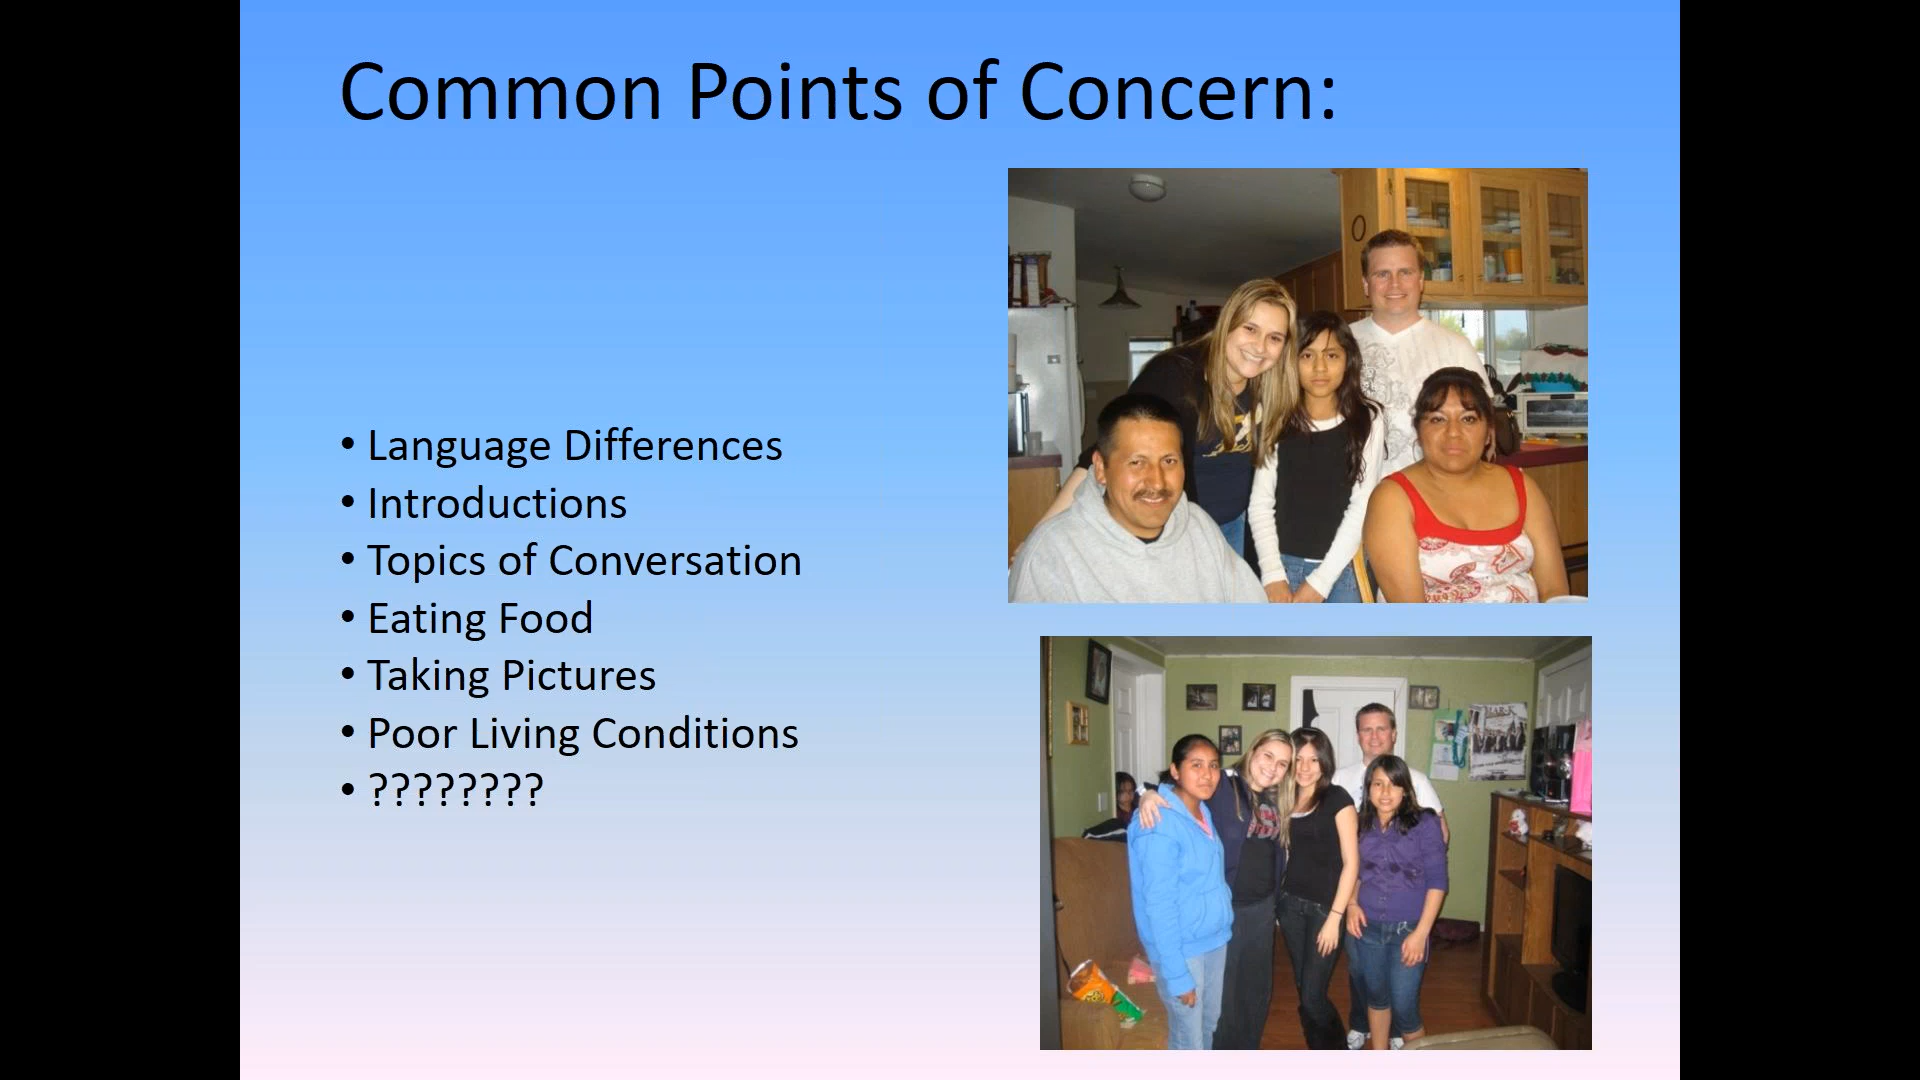 Common Points of Concern:
• Language Differences
• Introductions
• Topics of Conversation
• Eating Food
• Taking Pictures
• Poor Living Conditions
• ????????